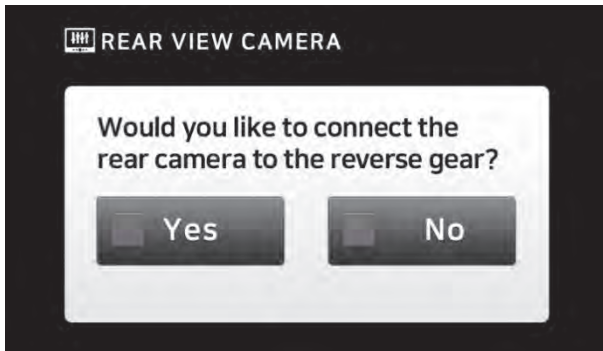 REAR VIEW CAMERA
Would you like to connect the
rear camera to the reverse gear?
Yes
No